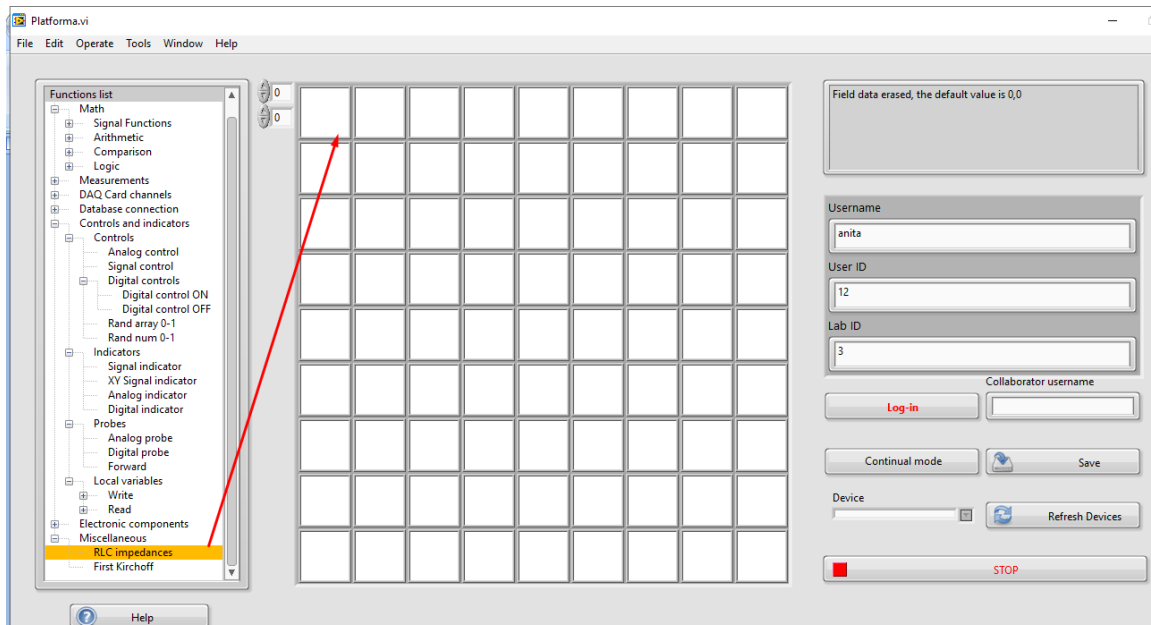 Platforma.vi
File Edit Operate Tools Window Help
Functions list
Math
Signal Functions
Arithmetic
Comparison
Logic
Measurements
DAQ Card channels
Database connection
Controls and indicators
Controls
Analog control
Signal control
Digital controls
Digital control ON
Digital control OFF
Rand array 0-1
Rand num 0-1
Indicators
Signal indicator
XY Signal indicator
Analog indicator
Digital indicator
Probes
Analog probe
Digital probe
Forward
Local variables
Write
Read
Electronic components
Miscellaneous
RLC impedances
First Kirchoff
Help
0
0
Field data erased, the default value is 0,0
Username
anita
User ID
12
Lab ID
3
Collaborator username
Log-in
Continual mode
Save
Device
Refresh Devices
STOP